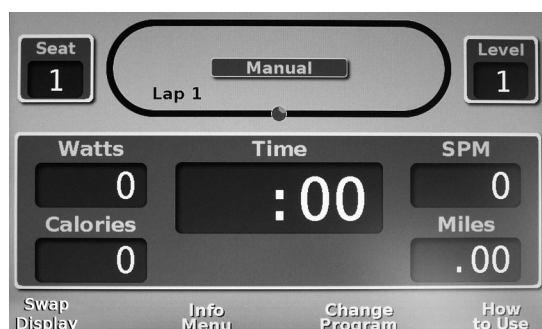 Seat
1
Manual
Lap 1
Level
1
Watts
0
Time
:00
SPM
0
Calories
0
Miles
.00
Swap
Display
Info
Menu
Change
Program
How
to Use